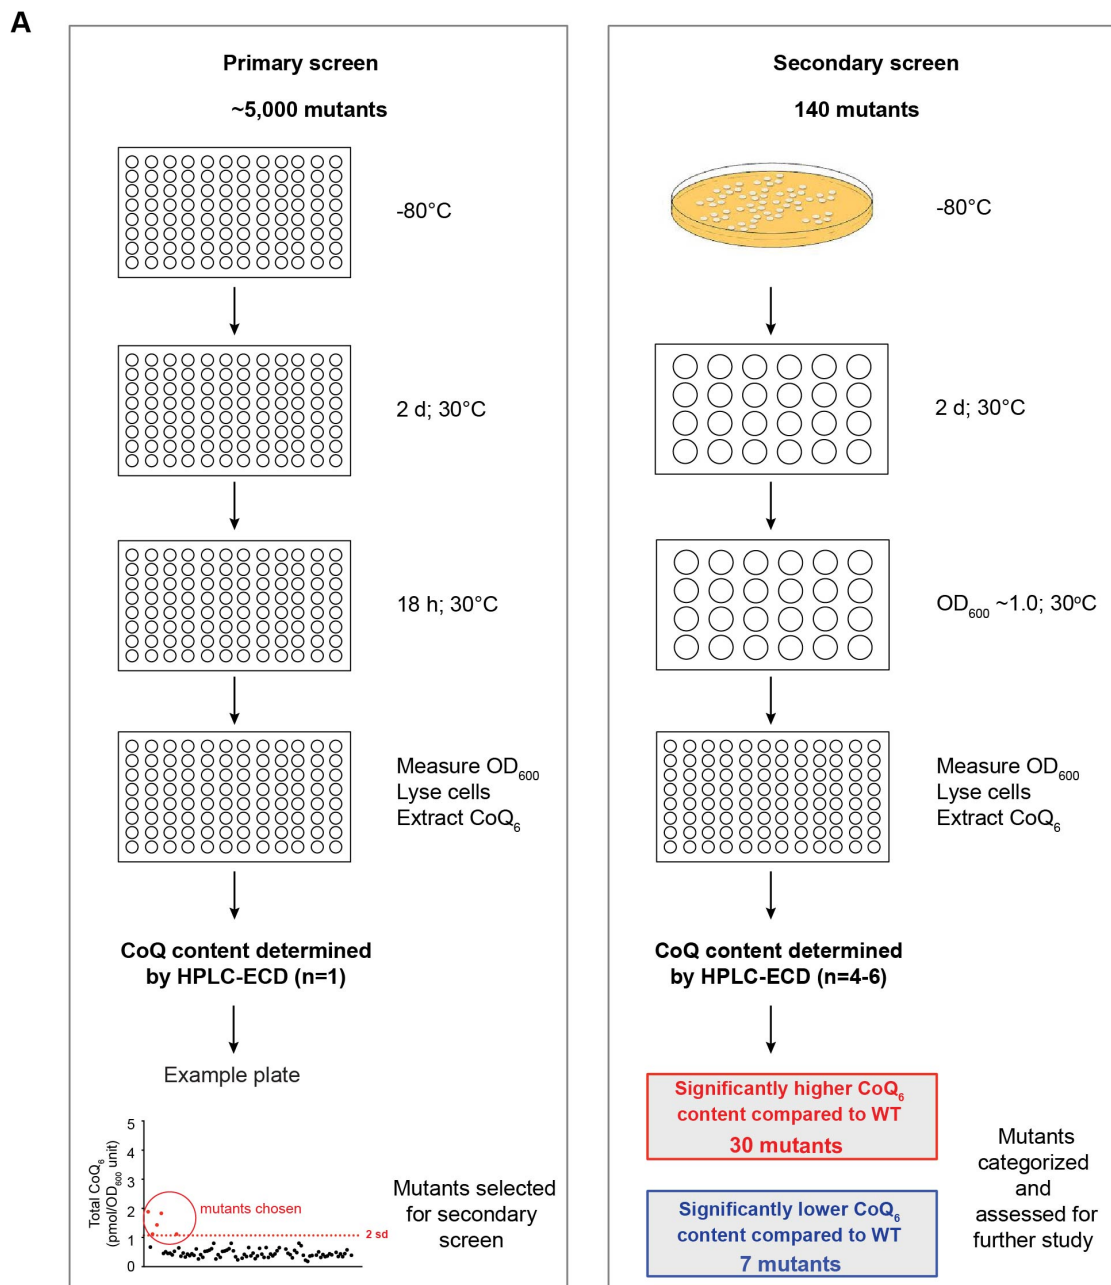 A
Primary screen
~5,000 mutants
-80°C
2 d; 30°C
18 h; 30°C
Measure OD600
Lyse cells
Extract CoQ6
CoQ content determined
by HPLC-ECD (n=1)
Example plate
Total CoQ6
(pmol/OD600 unit)
5
4
3
2
1
0
mutants chosen
2 sd
Mutants selected
for secondary
screen
Secondary screen
140 mutants
-80°C
2 d; 30°C
OD600 ~1.0; 30°C
Measure OD600
Lyse cells
Extract CoQ6
CoQ content determined
by HPLC-ECD (n=4-6)
Significantly higher CoQ6
content compared to WT
30 mutants
Significantly lower CoQ6
content compared to WT
7 mutants
Mutants
categorized
and
assessed for
further study